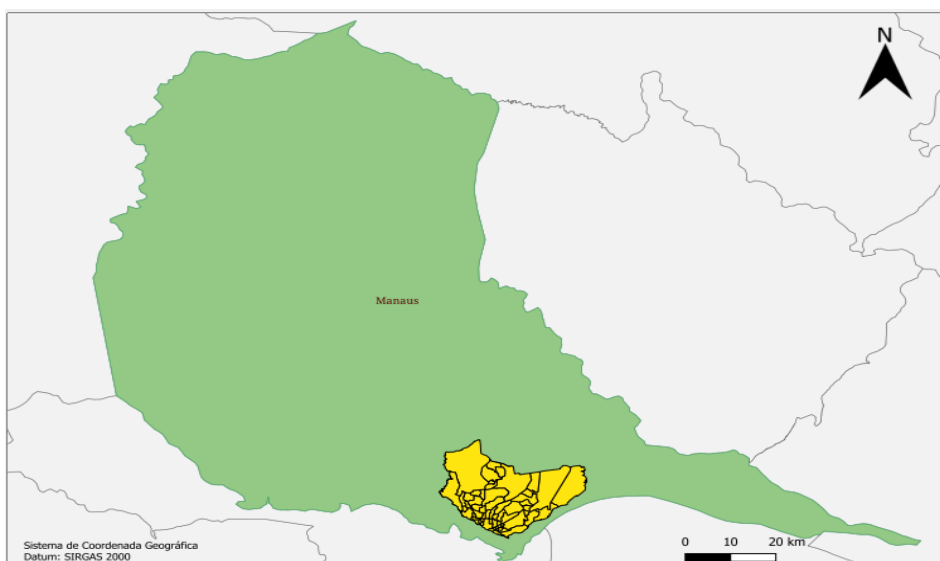 N
Manaus
Sistema de Coordenada Geográfica
Datum: SIRGAS 2000
0 10 20 km